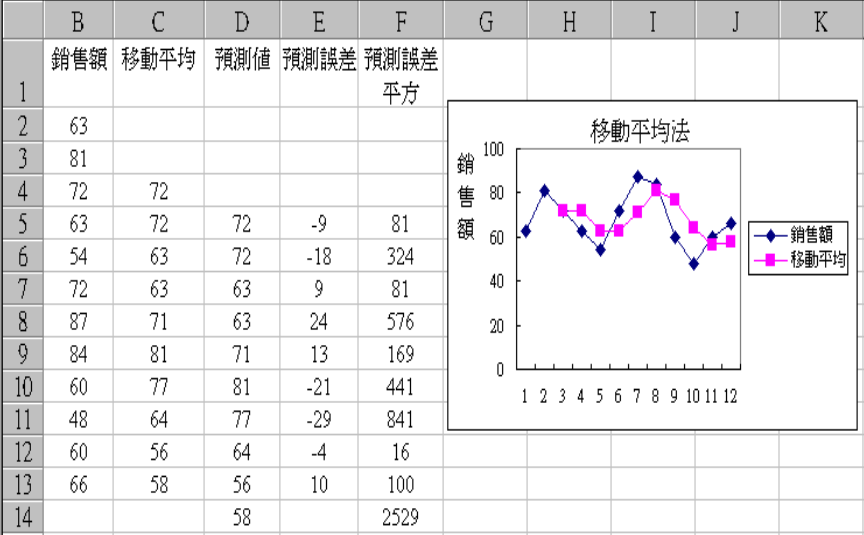 B C D E F G H I J K
銷售額 移動平均 預測值 預測誤差 預測誤差
1 平方
2 63
3 81
4 72 72
5 63 72 72 -9 81
6 54 63 72 -18 324
7 72 63 63 9 81
8 87 71 63 24 576
9 84 81 71 13 169
10 60 77 81 -21 441
11 48 64 77 -29 841
12 60 56 64 -4 16
13 66 58 56 10 100
14 58 2529
移動平均法
銷售額
100
80
60
40
20
0
1 2 3 4 5 6 7 8 9 10 11 12
銷售額
移動平均